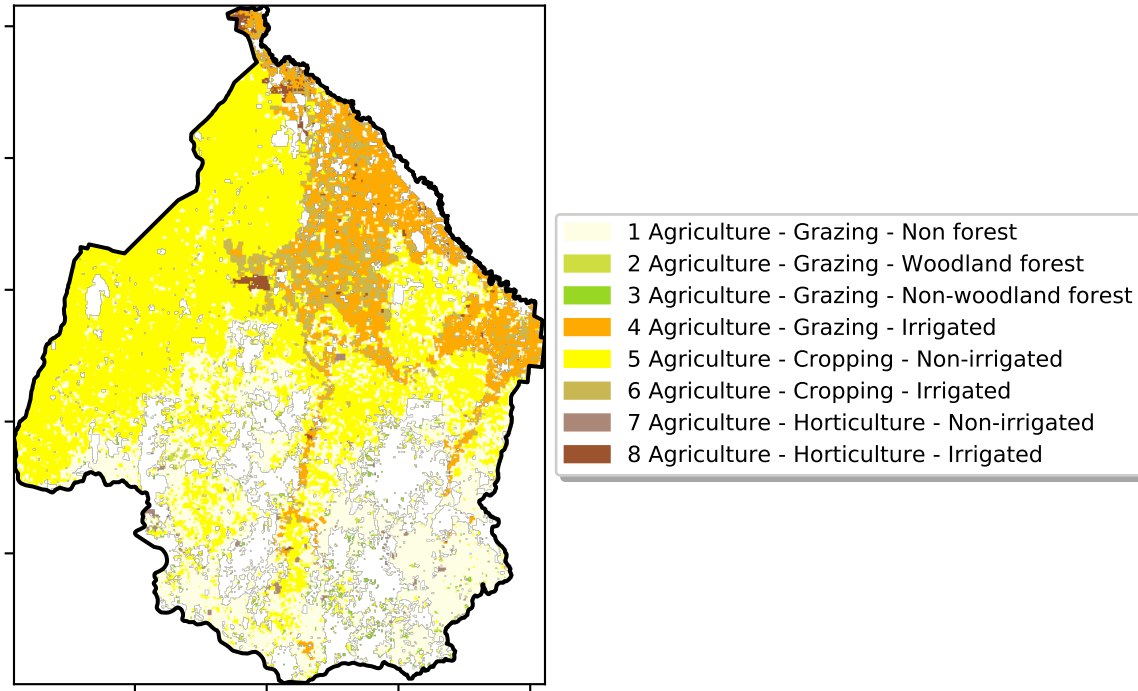 1 Agriculture - Grazing - Non forest
2 Agriculture - Grazing - Woodland forest
3 Agriculture - Grazing - Non-woodland forest
4 Agriculture - Grazing - Irrigated
5 Agriculture - Cropping - Non-irrigated
6 Agriculture - Cropping - Irrigated
7 Agriculture - Horticulture - Non-irrigated
8 Agriculture - Horticulture - Irrigated